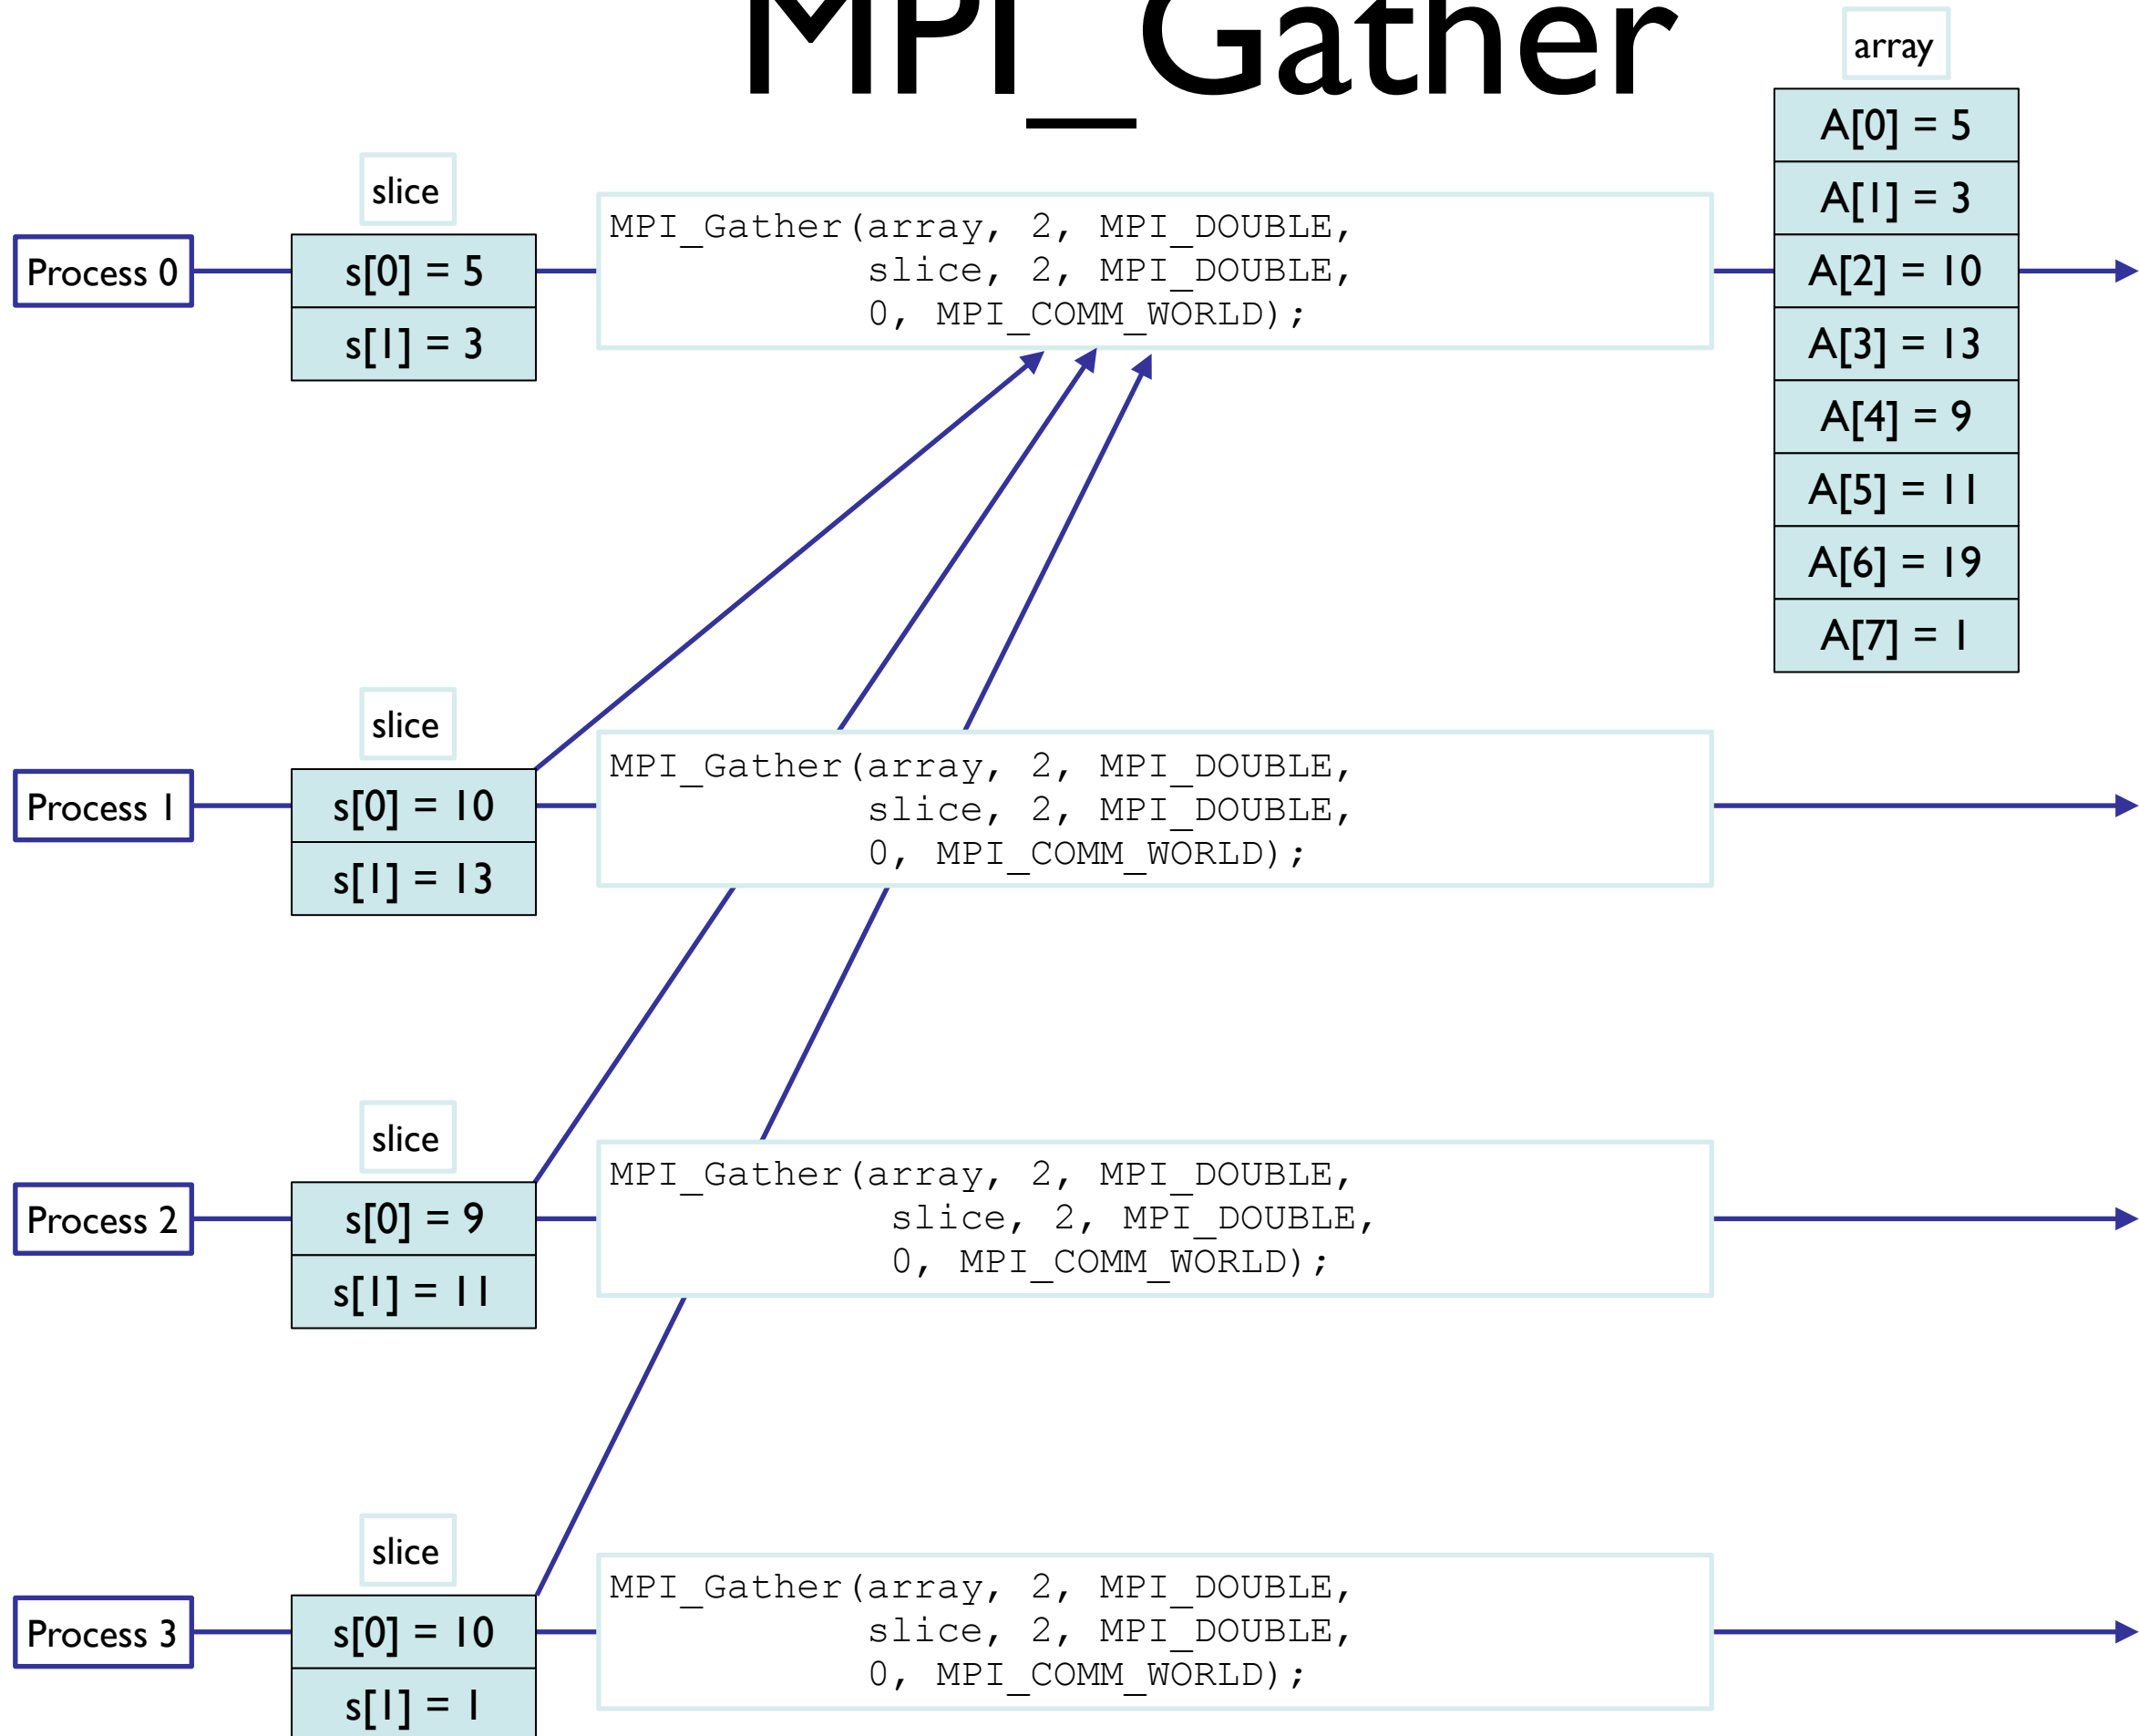 MPI_Gather
array
A[0] = 5
A[1] = 3
A[2] = 10
A[3] = 13
A[4] = 9
A[5] = 11
A[6] = 19
A[7] = 1
slice
Process 0
s[0] = 5
s[1] = 3
MPI_Gather(array, 2, MPI_DOUBLE,
slice, 2, MPI_DOUBLE,
0, MPI_COMM_WORLD);
slice
Process 1
s[0] = 10
s[1] = 13
MPI_Gather(array, 2, MPI_DOUBLE,
slice, 2, MPI_DOUBLE,
0, MPI_COMM_WORLD);
slice
Process 2
s[0] = 9
s[1] = 11
MPI_Gather(array, 2, MPI_DOUBLE,
slice, 2, MPI_DOUBLE,
0, MPI_COMM_WORLD);
slice
Process 3
s[0] = 10
s[1] = 1
MPI_Gather(array, 2, MPI_DOUBLE,
slice, 2, MPI_DOUBLE,
0, MPI_COMM_WORLD);